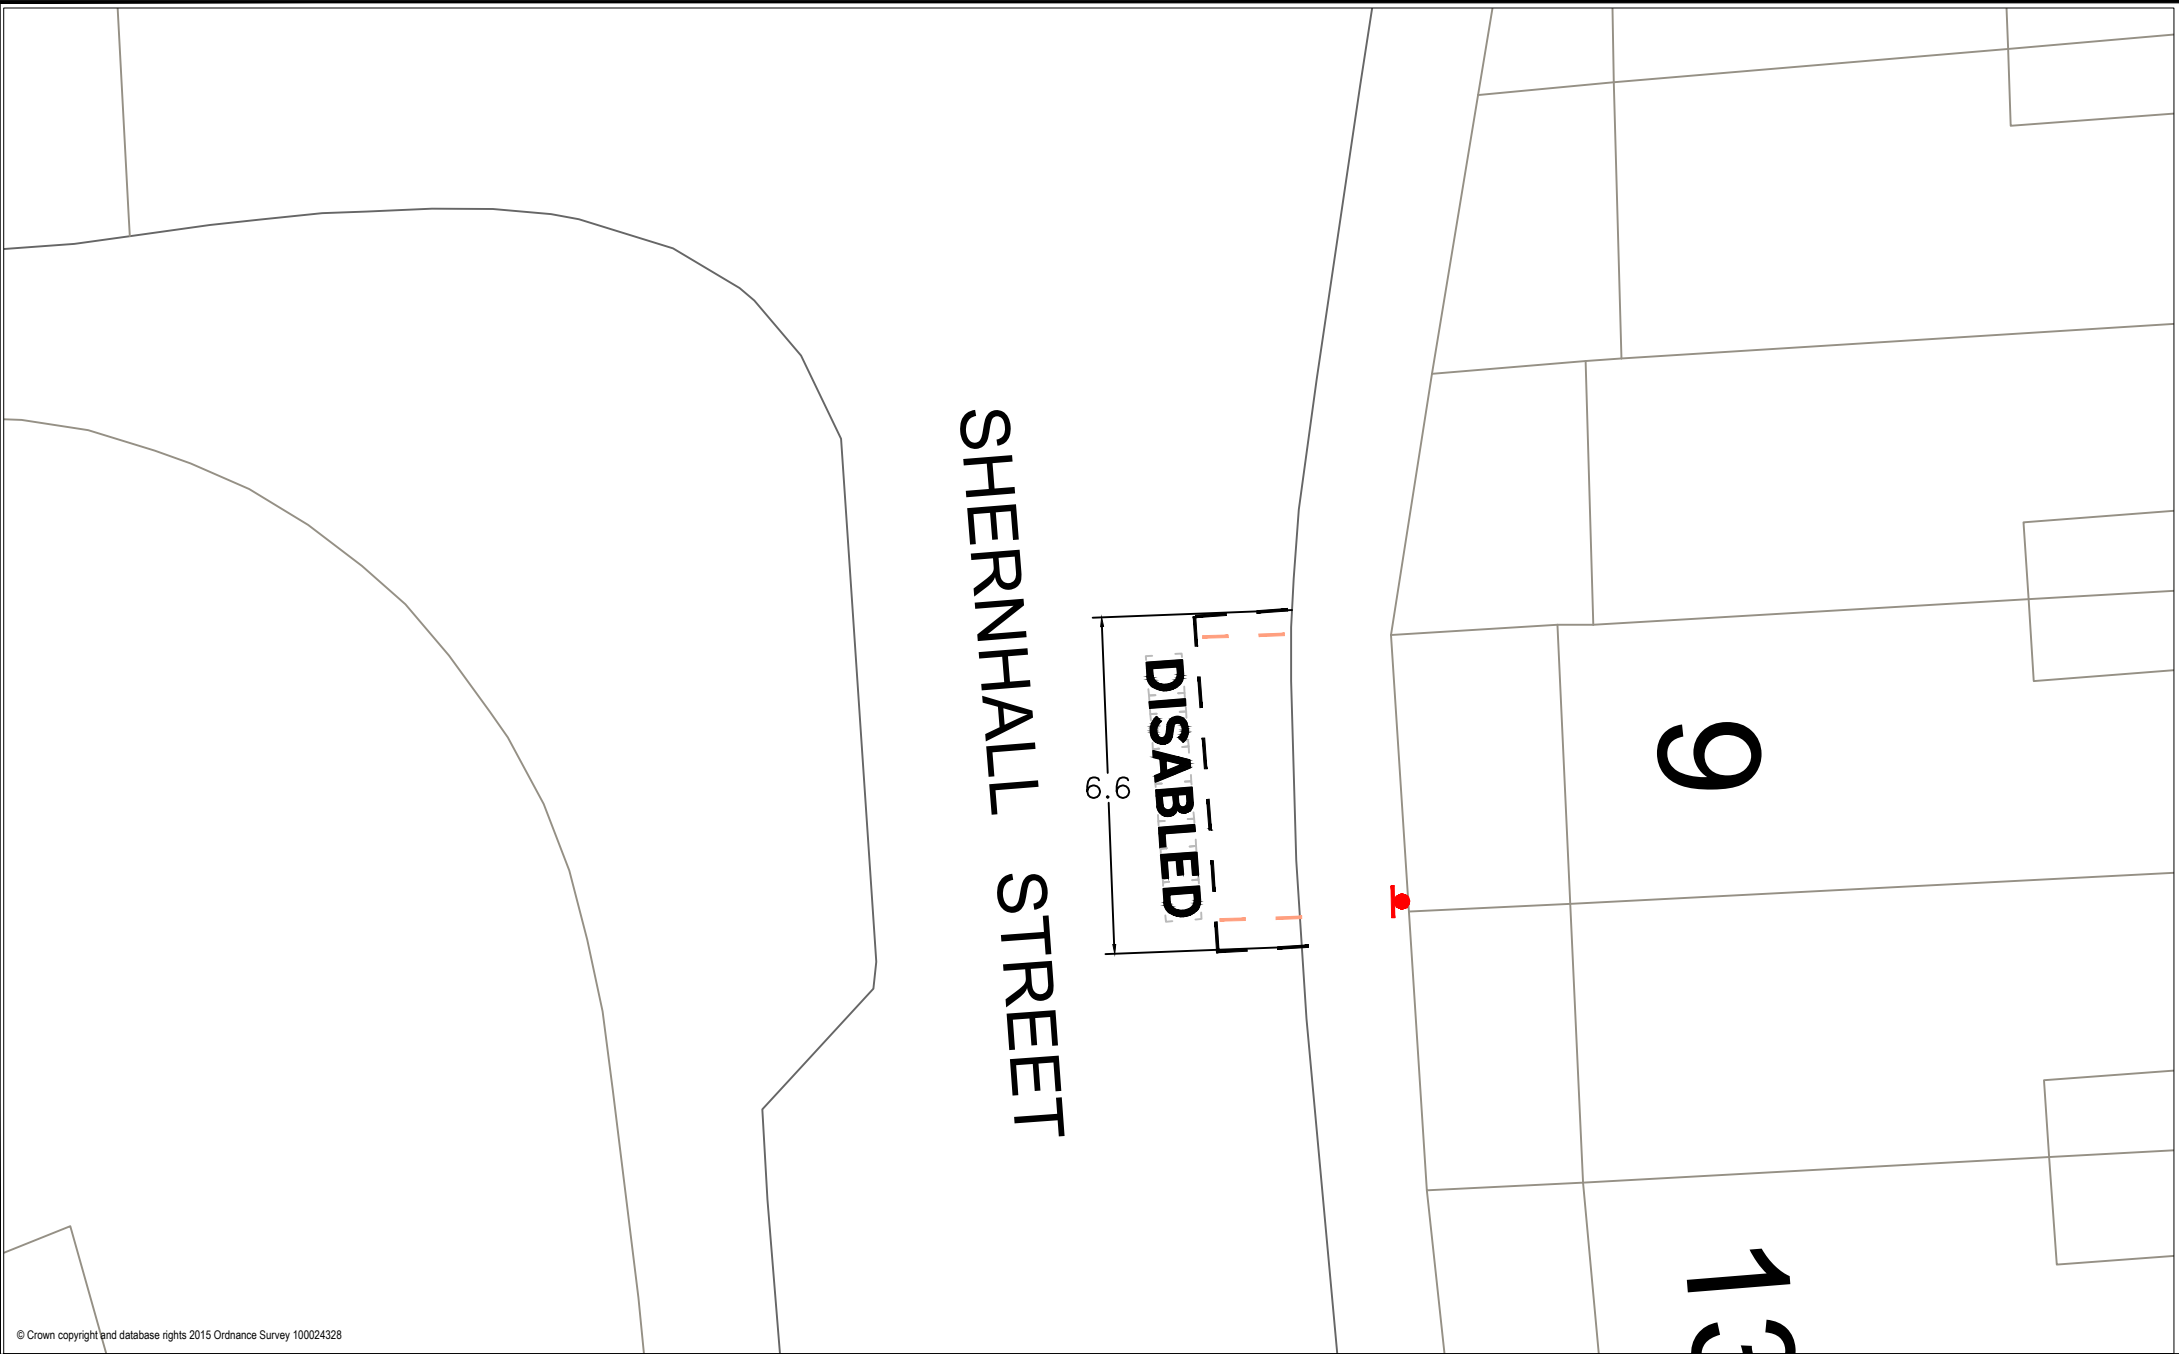 SHERNHALL STREET
6.6
DISABLED
9
13
© Crown copyright and database rights 2015 Ordnance Survey 100024328